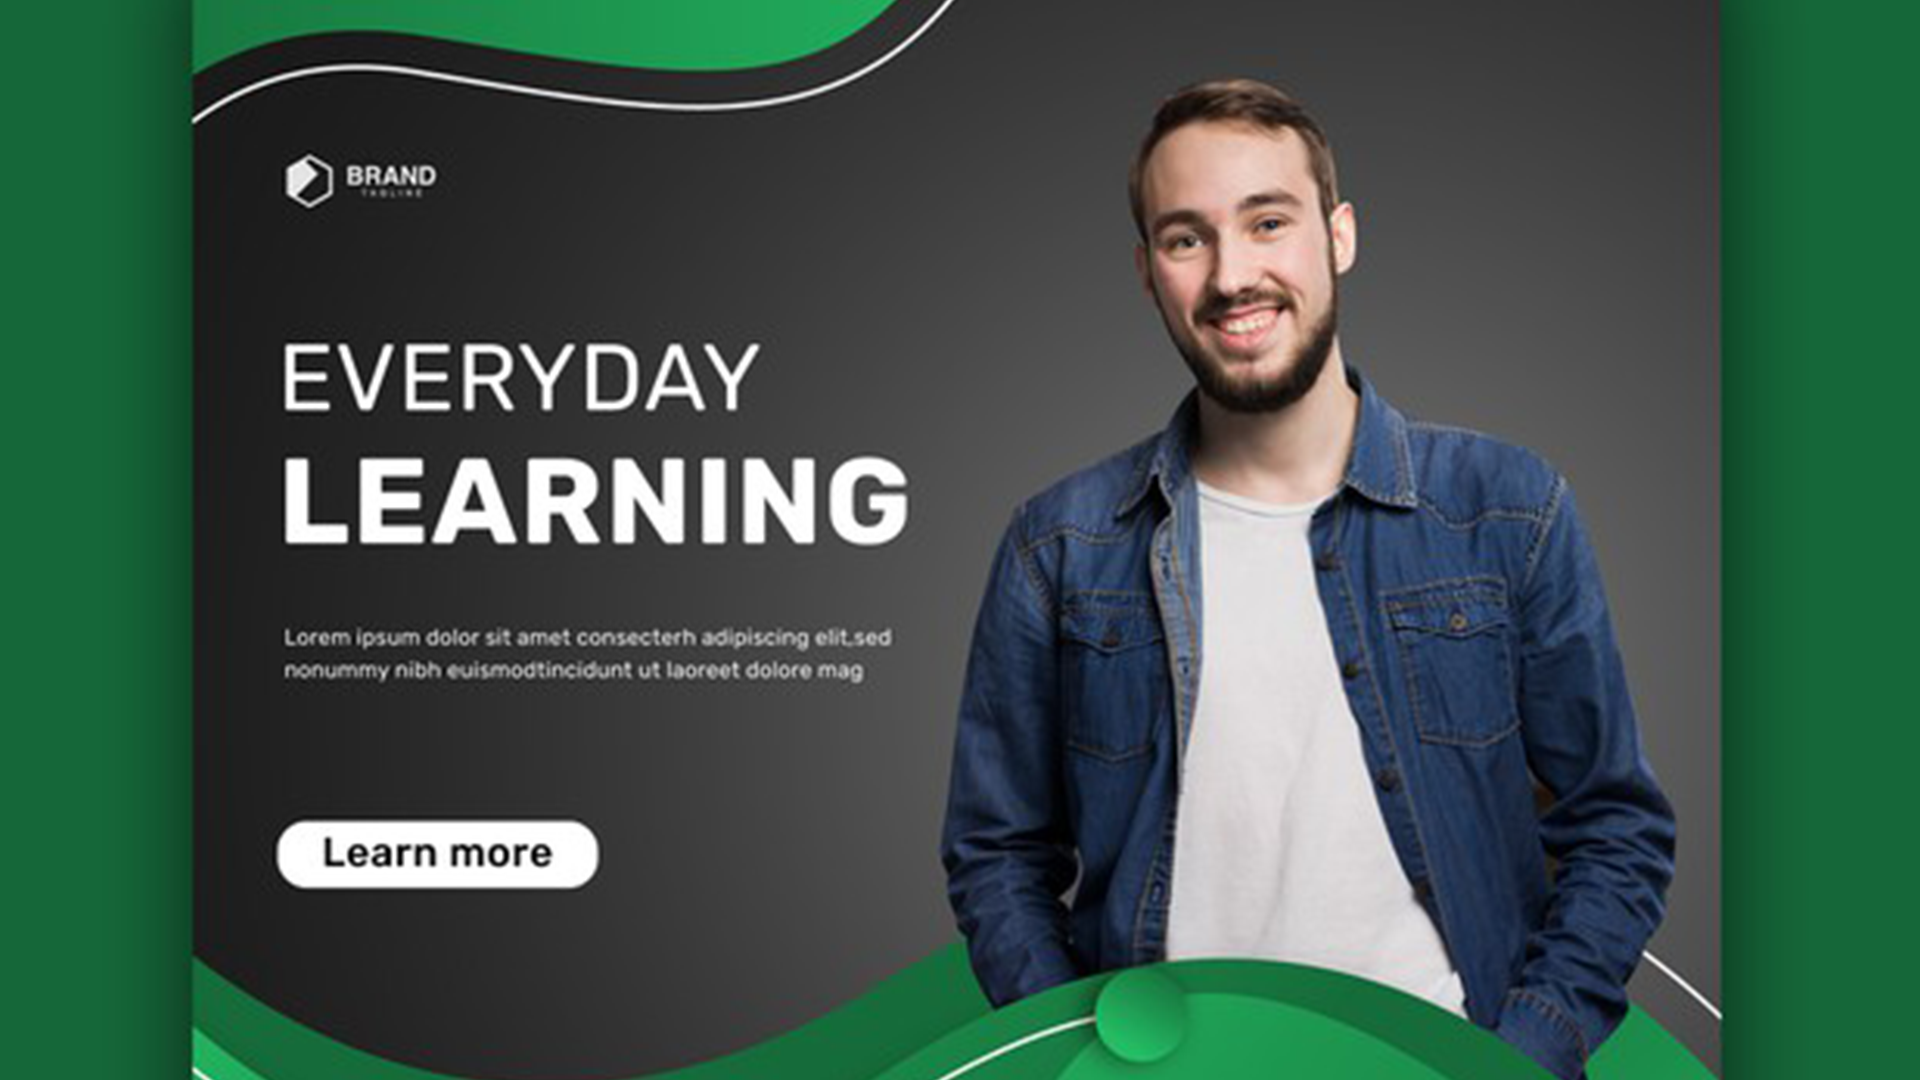 BRAND
TAGLINE
EVERYDAY
LEARNING
Lorem ipsum dolor sit amet consecterh adipiscing elit,sed
nonummy nibh euismodtincidunt ut laoreet dolore mag
Learn more